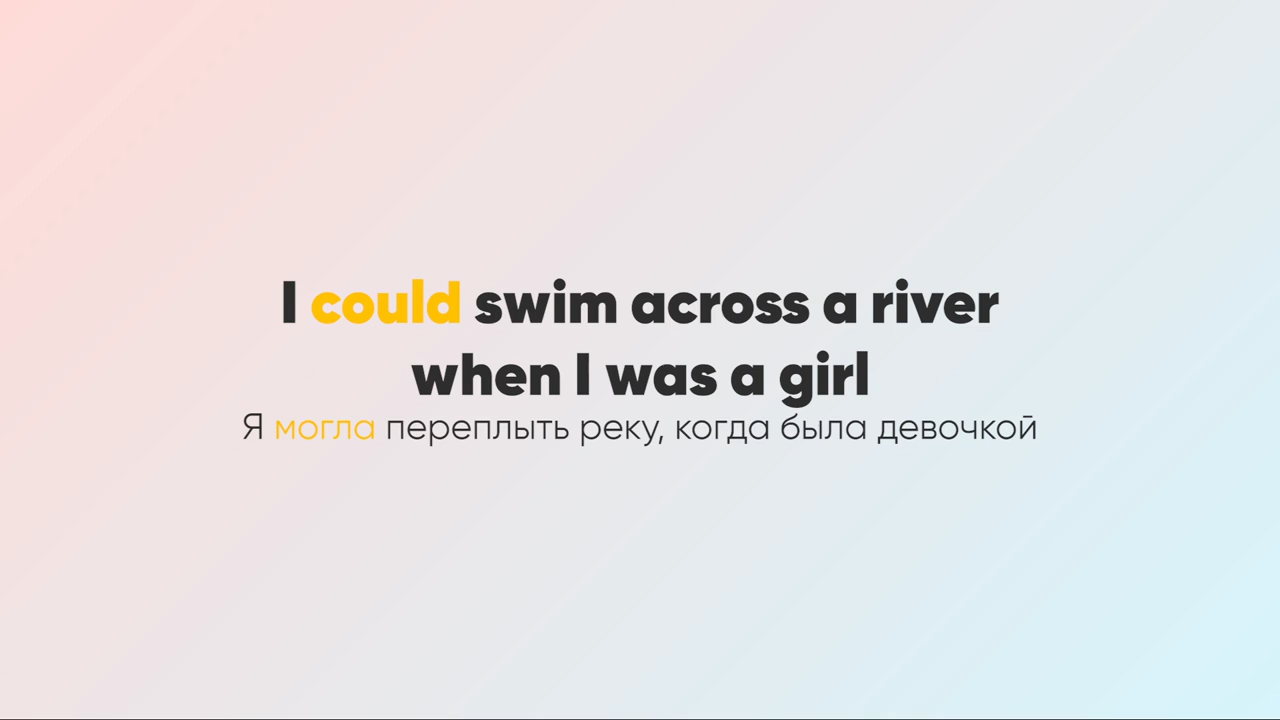 I could swim across a river
when I was a girl
Я могла переплыть реку, когда была девочкой